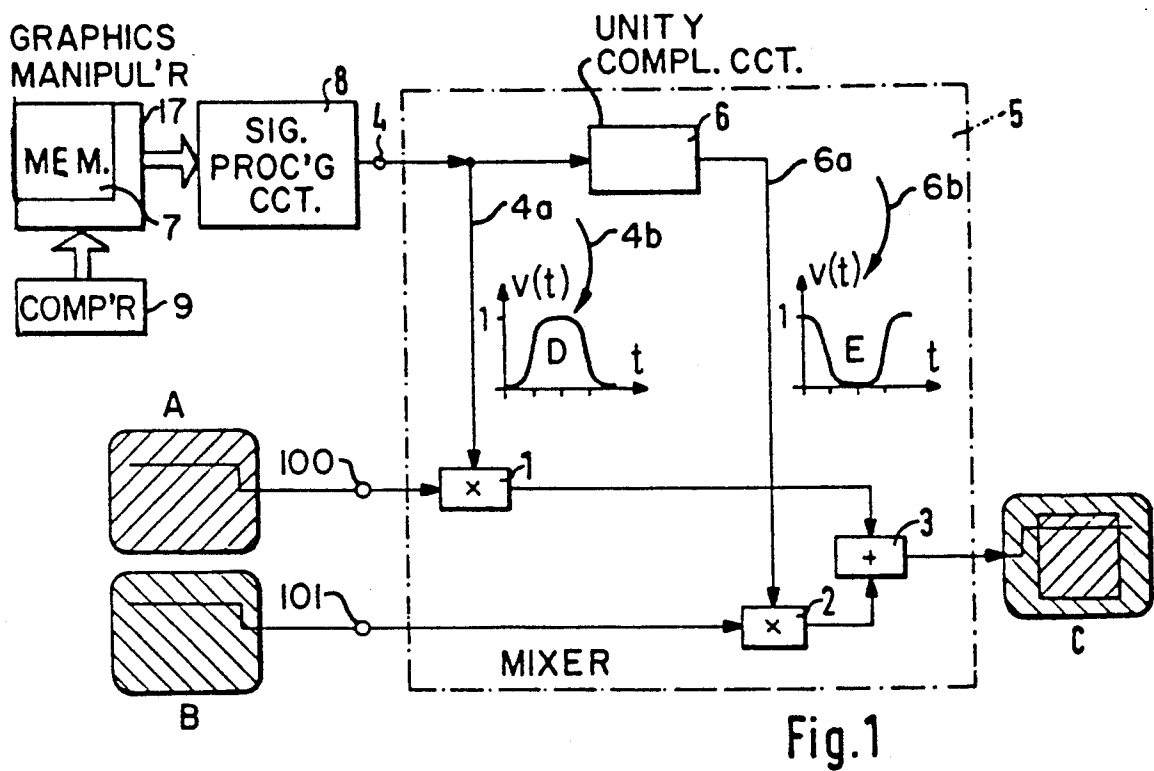 GRAPHICS
MANIPUL'R
UNITY
COMPL. CCT.
17
8
4
6
5
MEM.
SIG.
PROC'G
CCT.
7
4a
6a
6b
4b
COMP'R
9
v(t)
1
D
t
v(t)
1
E
t
A
100
1
×
3
+
B
101
2
×
C
MIXER
Fig.1